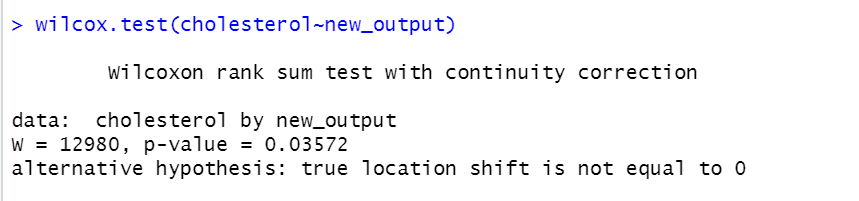 > wilcox.test(cholesterol~new_output)
Wilcoxon rank sum test with continuity correction
data:  cholesterol by new_output
W = 12980, p-value = 0.03572
alternative hypothesis: true location shift is not equal to 0